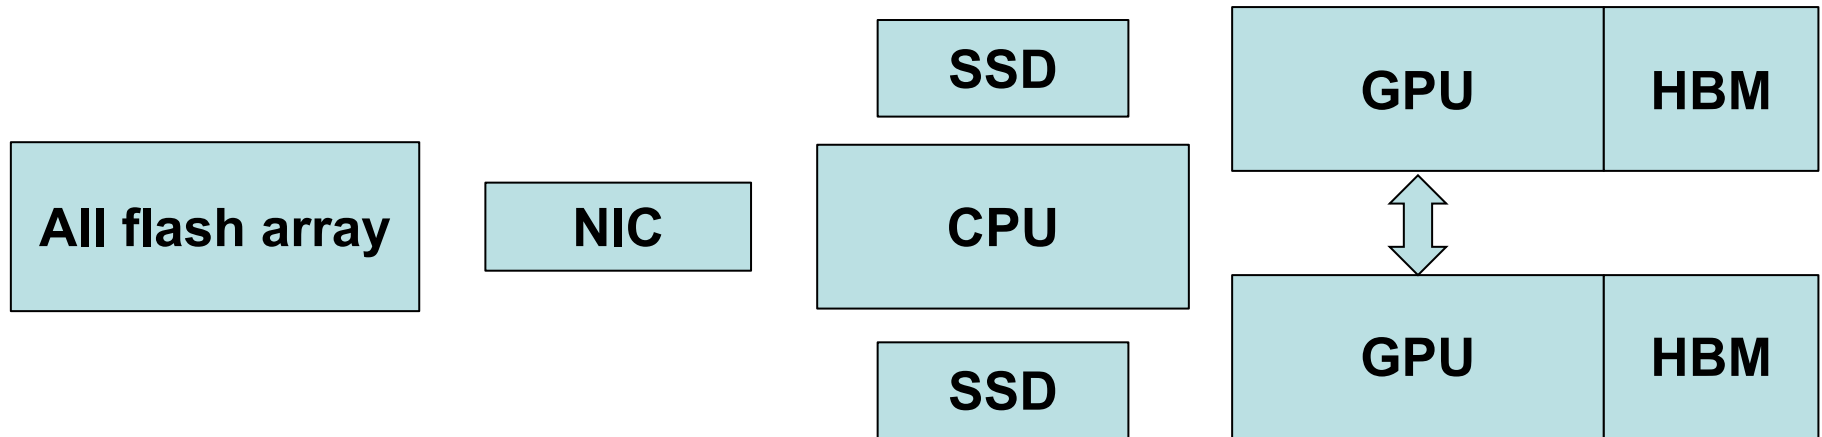 SSD
GPU
HBM
All flash array
NIC
CPU
GPU
HBM
SSD